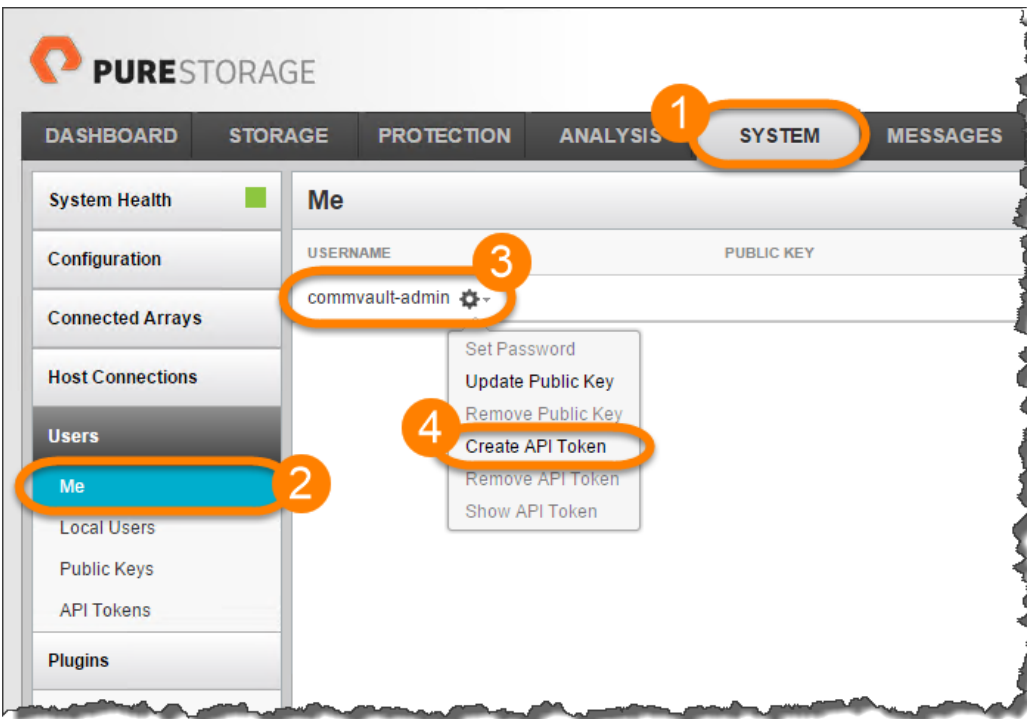 PURESTORAGE
1
DASHBOARD STORAGE PROTECTION ANALYSIS SYSTEM MESSAGES
System Health
Configuration
Connected Arrays
Host Connections
Users
Me
2
Local Users
Public Keys
API Tokens
Plugins
Me
USERNAME PUBLIC KEY
3
commvault-admin
Set Password
Update Public Key
Remove Public Key
4
Create API Token
Remove API Token
Show API Token